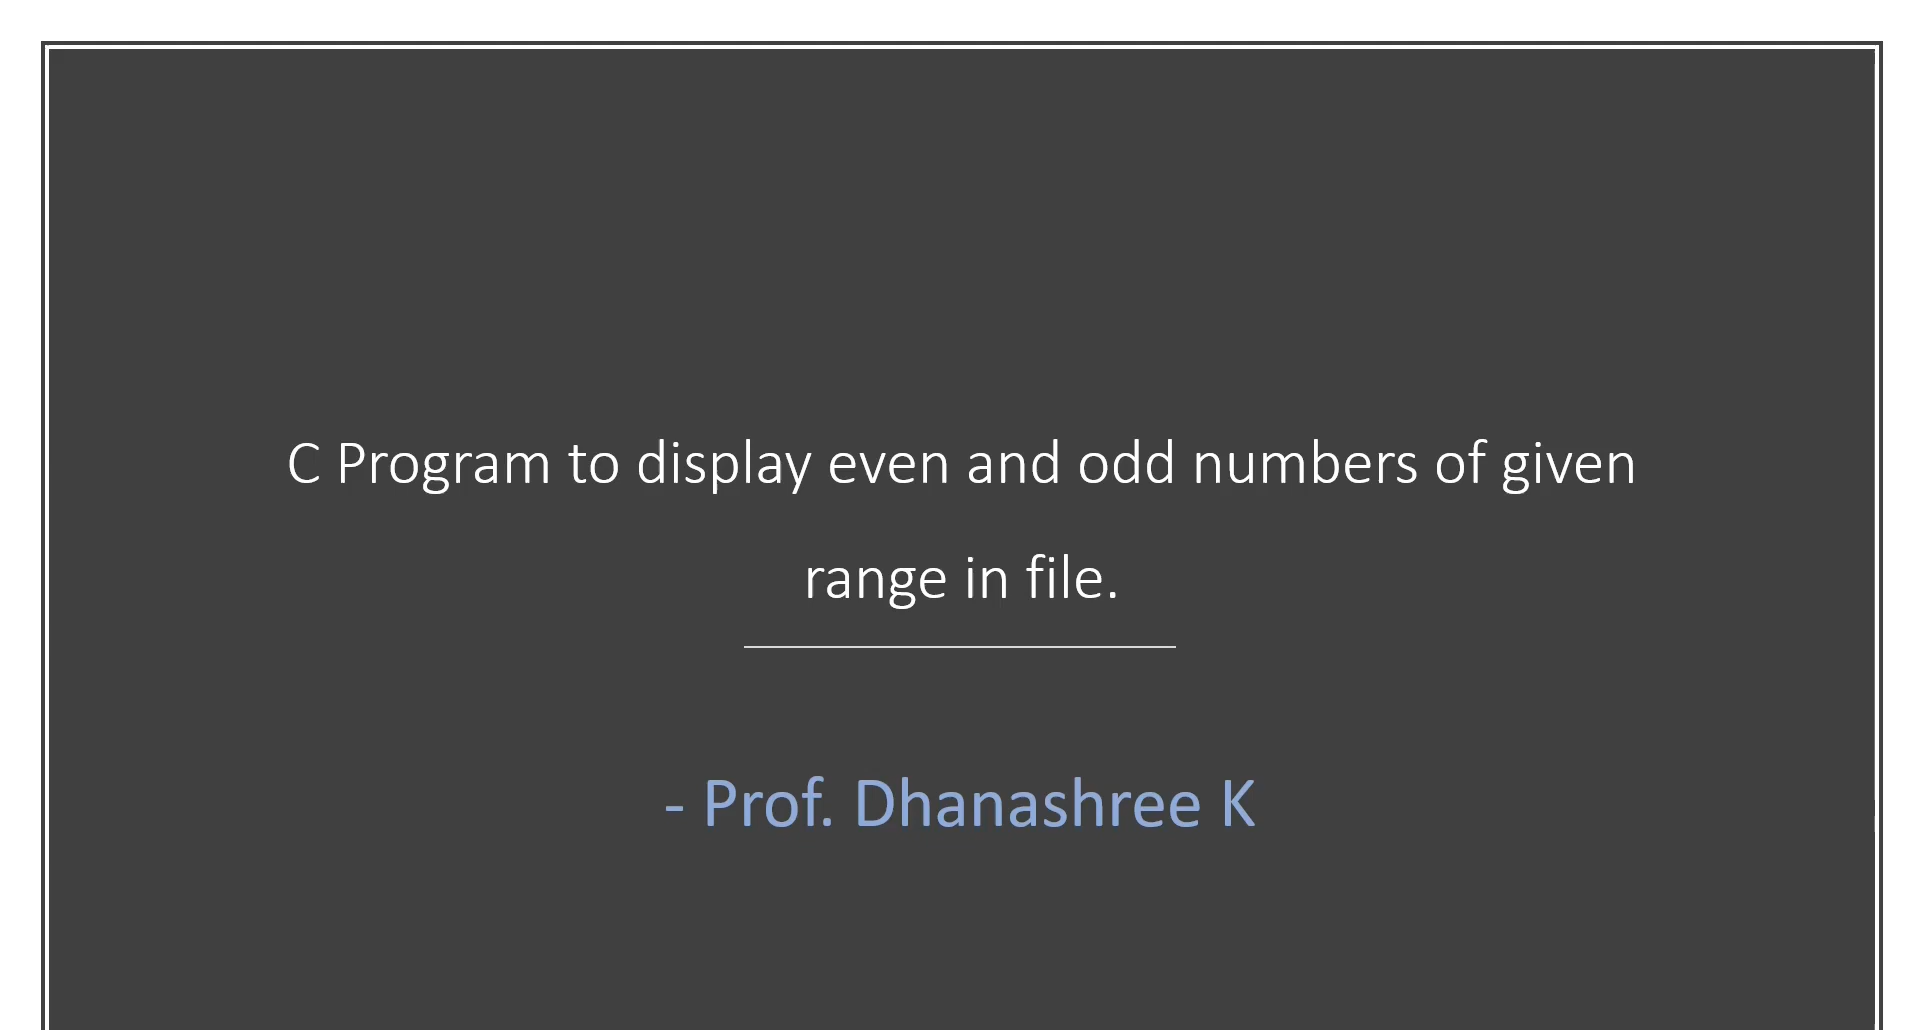 C Program to display even and odd numbers of given
range in file.
- Prof. Dhanashree K